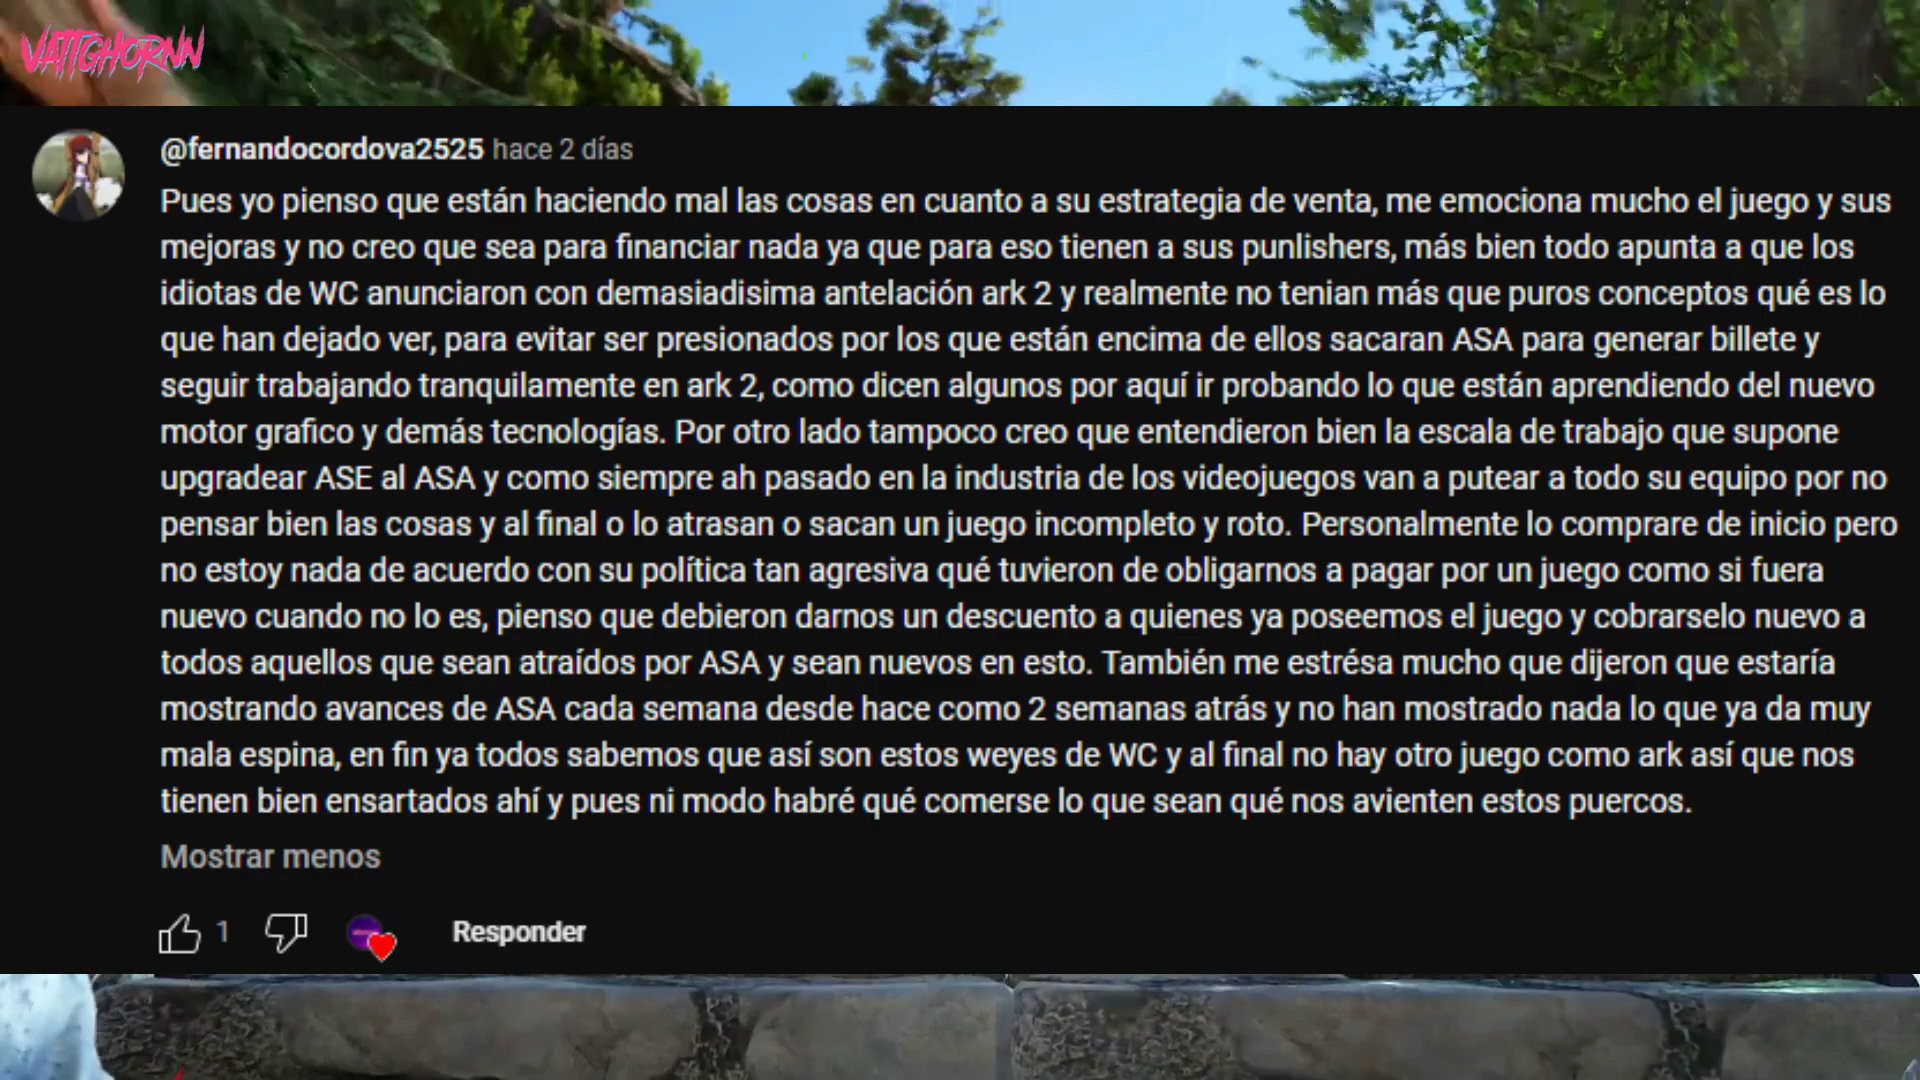 VATTGHORNN
@fernandocordova2525 hace 2 días
Pues yo pienso que están haciendo mal las cosas en cuanto a su estrategia de venta, me emociona mucho el juego y sus
mejoras y no creo que sea para financiar nada ya que para eso tienen a sus punlishers, más bien todo apunta a que los
idiotas de WC anunciaron con demasiadisima antelación ark 2 y realmente no tenian más que puros conceptos qué es lo
que han dejado ver, para evitar ser presionados por los que están encima de ellos sacaran ASA para generar billete y
seguir trabajando tranquilamente en ark 2, como dicen algunos por aquí ir probando lo que están aprendiendo del nuevo
motor grafico y demás tecnologías. Por otro lado tampoco creo que entendieron bien la escala de trabajo que supone
upgradear ASE al ASA y como siempre ah pasado en la industria de los videojuegos van a putear a todo su equipo por no
pensar bien las cosas y al final o lo atrasan o sacan un juego incompleto y roto. Personalmente lo comprare de inicio pero
no estoy nada de acuerdo con su política tan agresiva qué tuvieron de obligarnos a pagar por un juego como si fuera
nuevo cuando no lo es, pienso que debieron darnos un descuento a quienes ya poseemos el juego y cobrarselo nuevo a
todos aquellos que sean atraídos por ASA y sean nuevos en esto. También me estrésa mucho que dijeron que estaría
mostrando avances de ASA cada semana desde hace como 2 semanas atrás y no han mostrado nada lo que ya da muy
mala espina, en fin ya todos sabemos que así son estos weyes de WC y al final no hay otro juego como ark así que nos
tienen bien ensartados ahí y pues ni modo habré qué comerse lo que sean qué nos avienten estos puercos.
Mostrar menos
1 Responder